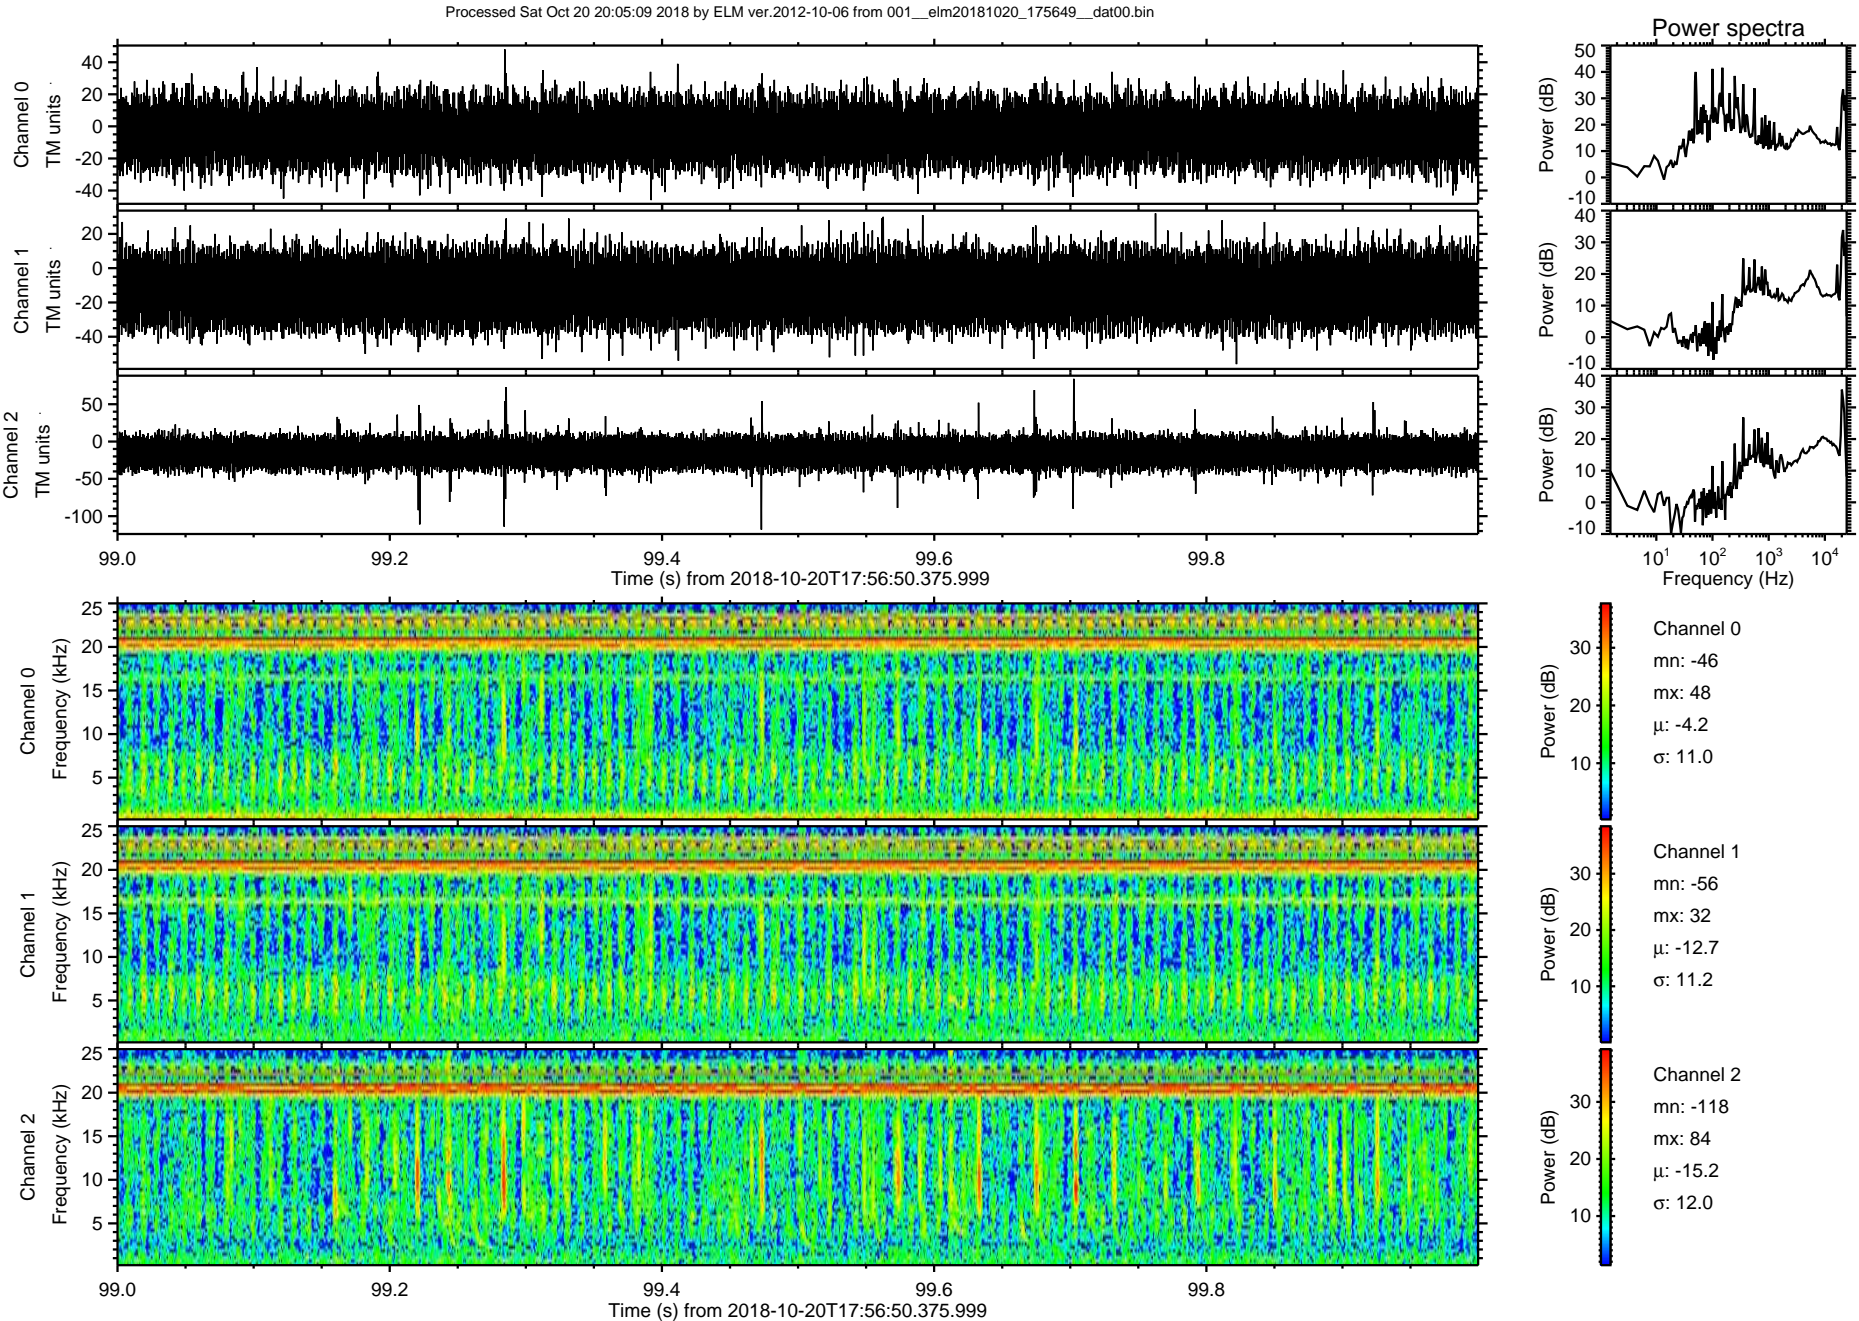 Processed Sat Oct 20 20:05:09 2018 by ELM ver.2012-10-06 from 001__elm20181020_175649__dat00.bin
Power spectra
Channel 0
TM units
40
20
0
-20
-40
Power (dB)
50
40
30
20
10
0
-10
Channel 1
TM units
20
0
-20
-40
Power (dB)
40
30
20
10
0
-10
Channel 2
TM units
50
0
-50
-100
Power (dB)
40
30
20
10
0
-10
99.0 99.2 99.4 99.6 99.8
Time (s) from 2018-10-20T17:56:50.375.999
10¹ 10² 10³ 10⁴
Frequency (Hz)
Channel 0
Frequency (kHz)
25
20
15
10
5
Power (dB)
30
20
10
Channel 0
mn: -46
mx: 48
μ: -4.2
σ: 11.0
Channel 1
Frequency (kHz)
25
20
15
10
5
Power (dB)
30
20
10
Channel 1
mn: -56
mx: 32
μ: -12.7
σ: 11.2
Channel 2
Frequency (kHz)
25
20
15
10
5
Power (dB)
30
20
10
Channel 2
mn: -118
mx: 84
μ: -15.2
σ: 12.0
99.0 99.2 99.4 99.6 99.8
Time (s) from 2018-10-20T17:56:50.375.999